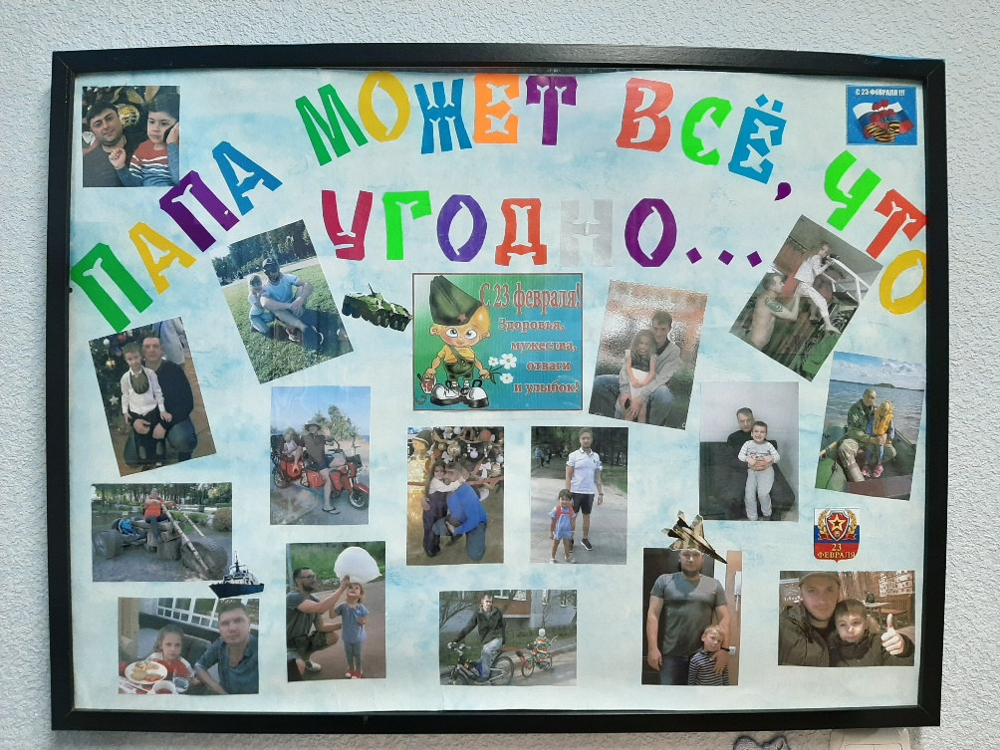 ПАПА МОЖЕТ ВСЁ, ЧТО
УГОДНО...
С 23 ФЕВРАЛЯ !!!
С 23 февраля!
Здоровья,
мужества,
отваги
и улыбок!
23
ФЕВРАЛЯ